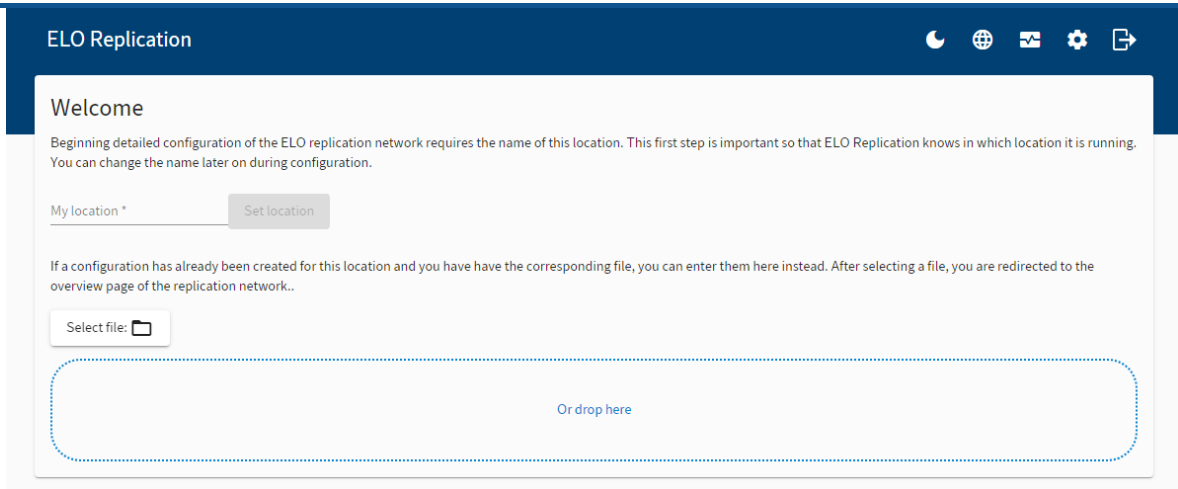 ELO Replication
Welcome
Beginning detailed configuration of the ELO replication network requires the name of this location. This first step is important so that ELO Replication knows in which location it is running.
You can change the name later on during configuration.
My location *
Set location
If a configuration has already been created for this location and you have have the corresponding file, you can enter them here instead. After selecting a file, you are redirected to the
overview page of the replication network..
Select file:
Or drop here